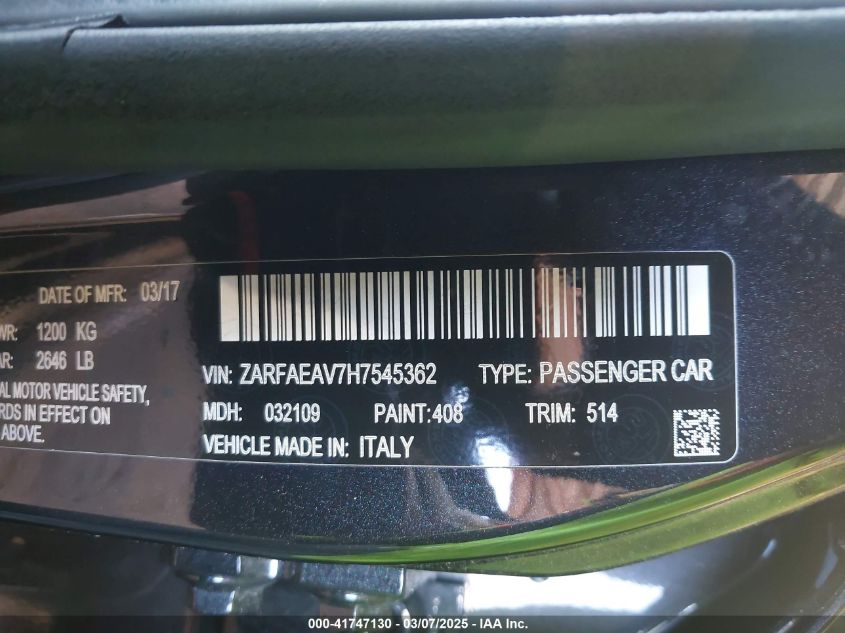 DATE OF MFR: 03/17
WR: 1200 KG
AR: 2646 LB
AL MOTOR VEHICLE SAFETY,
RDS IN EFFECT ON
ABOVE.
VIN: ZARFAEAV7H7545362 TYPE: PASSENGER CAR
MDH: 032109 PAINT:408 TRIM: 514
VEHICLE MADE IN: ITALY
000-41747130 - 03/07/2025 - IAA Inc.